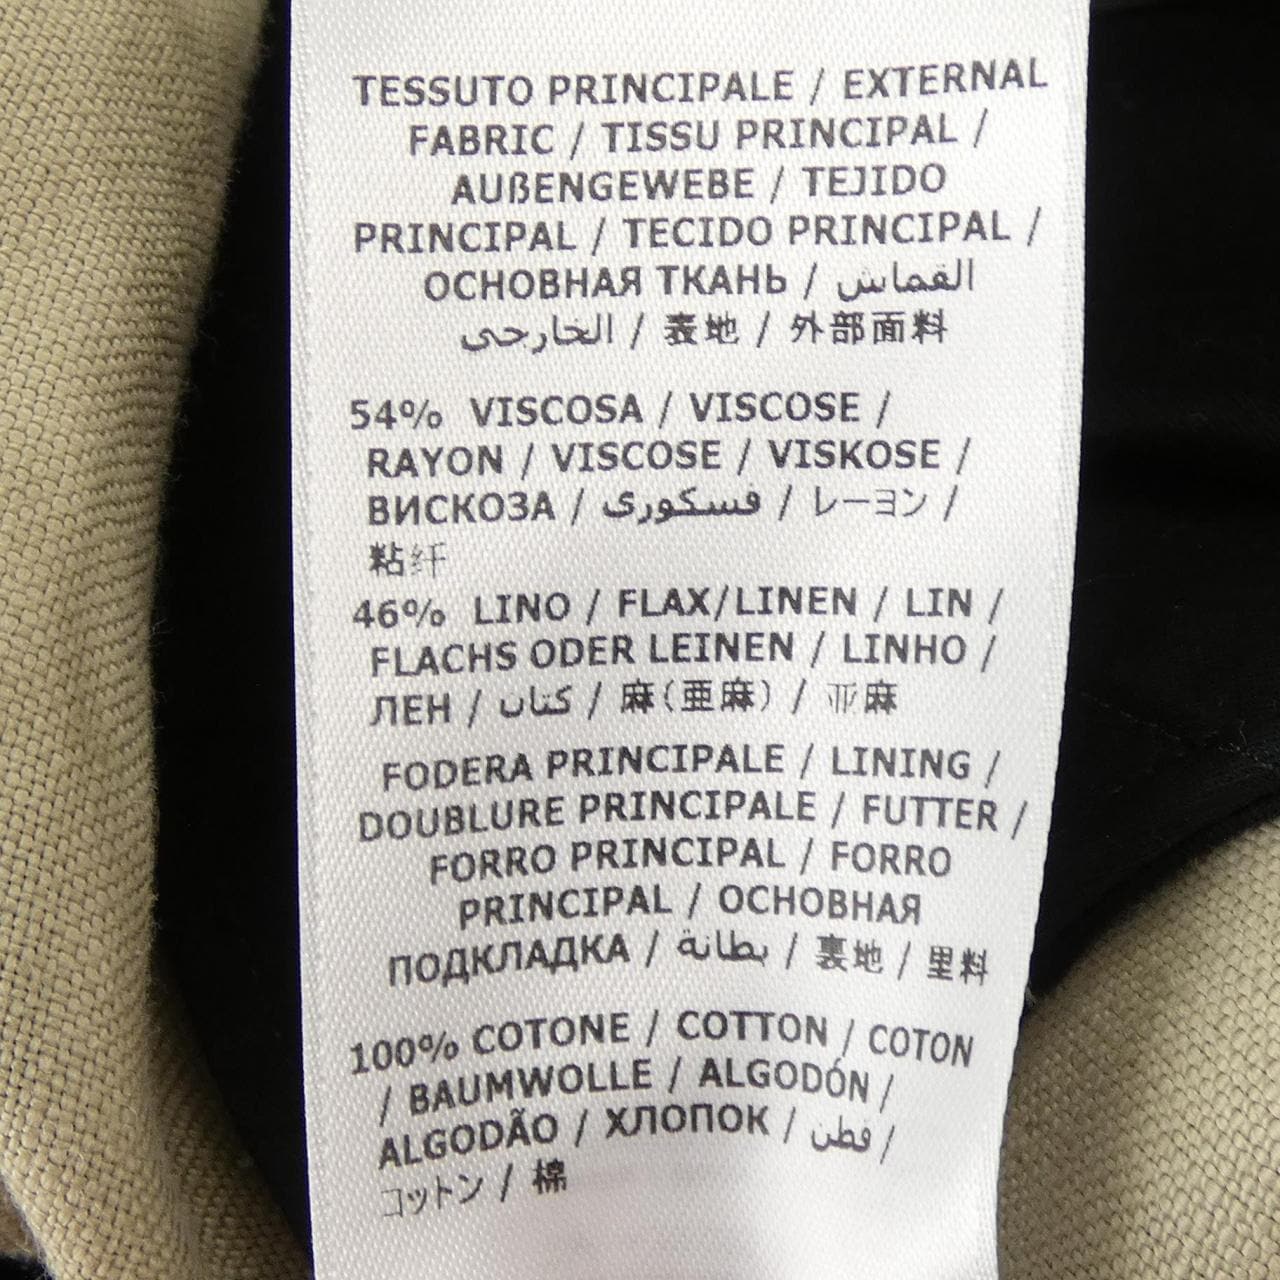 TESSUTO PRINCIPALE / EXTERNAL
FABRIC / TISSU PRINCIPAL /
AUßENGEWEBE / TEJIDO
PRINCIPAL / TECIDO PRINCIPAL /
ОСНОВНАЯ ТКАНЬ / القماش
الخارجى / 表地 / 外部面料
54% VISCOSA / VISCOSE /
RAYON / VISCOSE / VISKOSE /
ВИСКОЗА / فسكورى / レーヨン /
粘纤
46% LINO / FLAX/LINEN / LIN /
FLACHS ODER LEINEN / LINHO /
ЛЕН / كتان / 麻(亜麻) / 亚麻
FODERA PRINCIPALE / LINING /
DOUBLURE PRINCIPALE / FUTTER /
FORRO PRINCIPAL / FORRO
PRINCIPAL / ОСНОВНАЯ
ПОДКЛАДКА / بطانة / 裏地 / 里料
100% COTONE / COTTON / COTON
/ BAUMWOLLE / ALGODÓN /
ALGODÃO / ХЛОПОК / قطن /
コットン / 棉